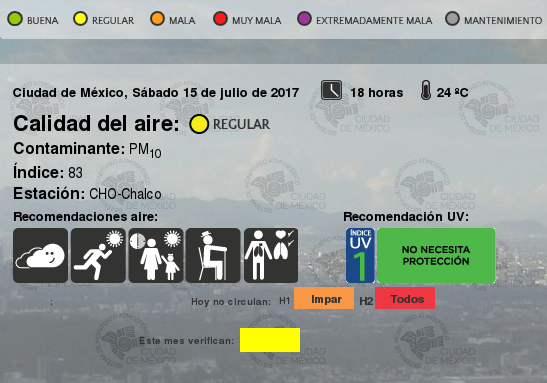 BUENA REGULAR MALA MUY MALA EXTREMADAMENTE MALA MANTENIMIENTO
Ciudad de México, Sábado 15 de julio de 2017 18 horas 24 ºC
Calidad del aire: REGULAR
Contaminante: PM10
Índice: 83
Estación: CHO-Chalco
Recomendaciones aire: Recomendación UV:
ÍNDICE UV 1 NO NECESITA PROTECCIÓN
: Hoy no circulan: H1 Impar H2 Todos
Este mes verifican:
CIUDAD DE MÉXICO